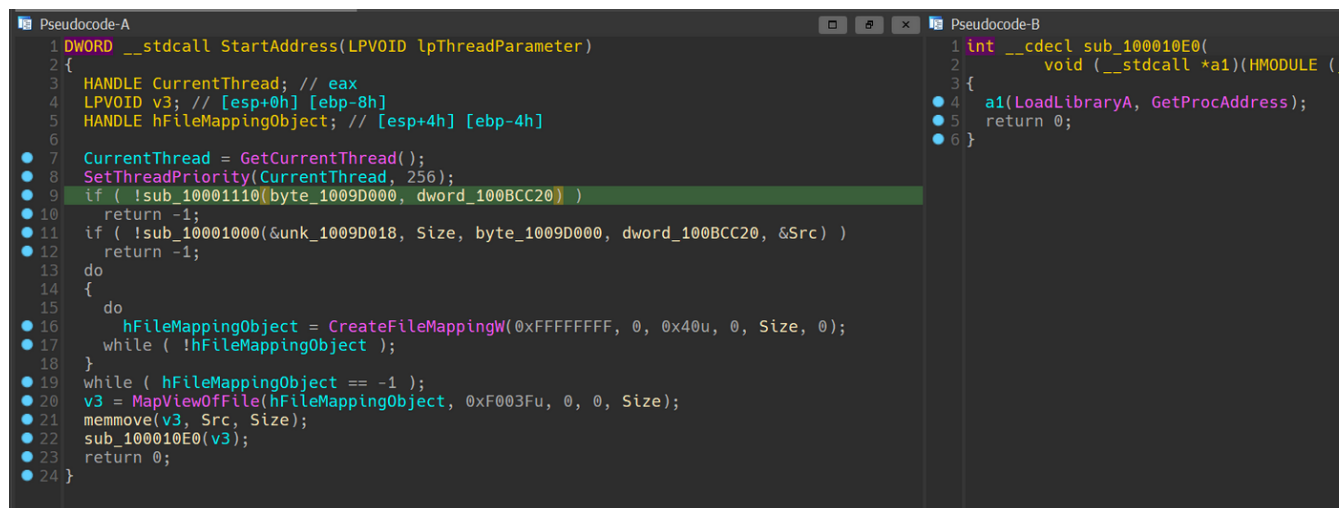 Pseudocode-A
1 DWORD __stdcall StartAddress(LPVOID lpThreadParameter)
2 {
3 HANDLE CurrentThread; // eax
4 LPVOID v3; // [esp+0h] [ebp-8h]
5 HANDLE hFileMappingObject; // [esp+4h] [ebp-4h]
6
7 CurrentThread = GetCurrentThread();
8 SetThreadPriority(CurrentThread, 256);
9 if ( !sub_10001110(byte_1009D000, dword_100BCC20) )
10 return -1;
11 if ( !sub_10001000(&unk_1009D018, Size, byte_1009D000, dword_100BCC20, &Src) )
12 return -1;
13 do
14 {
15 do
16 hFileMappingObject = CreateFileMappingW(0xFFFFFFFF, 0, 0x40u, 0, Size, 0);
17 while ( !hFileMappingObject );
18 }
19 while ( hFileMappingObject == -1 );
20 v3 = MapViewOfFile(hFileMappingObject, 0xF003Fu, 0, 0, Size);
21 memmove(v3, Src, Size);
22 sub_100010E0(v3);
23 return 0;
24 }
Pseudocode-B
1 int __cdecl sub_100010E0(
2 void (__stdcall *a1)(HMODULE (
3 {
4 a1(LoadLibraryA, GetProcAddress);
5 return 0;
6 }